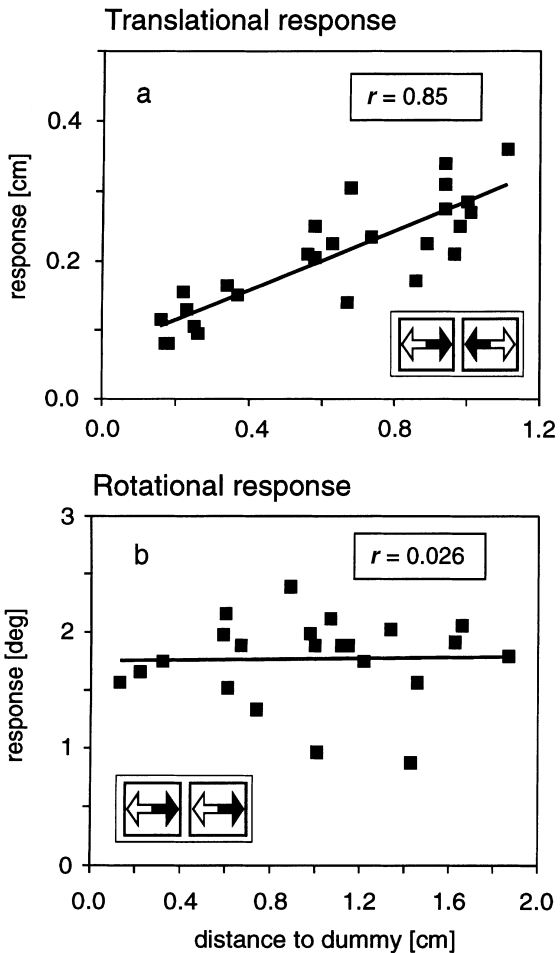 Translational response
a
r = 0.85
0.4
0.2
0.0
response [cm]
0.0 0.4 0.8 1.2
Rotational response
b
r = 0.026
3
2
1
0
response [deg]
0.0 0.4 0.8 1.2 1.6 2.0
distance to dummy [cm]